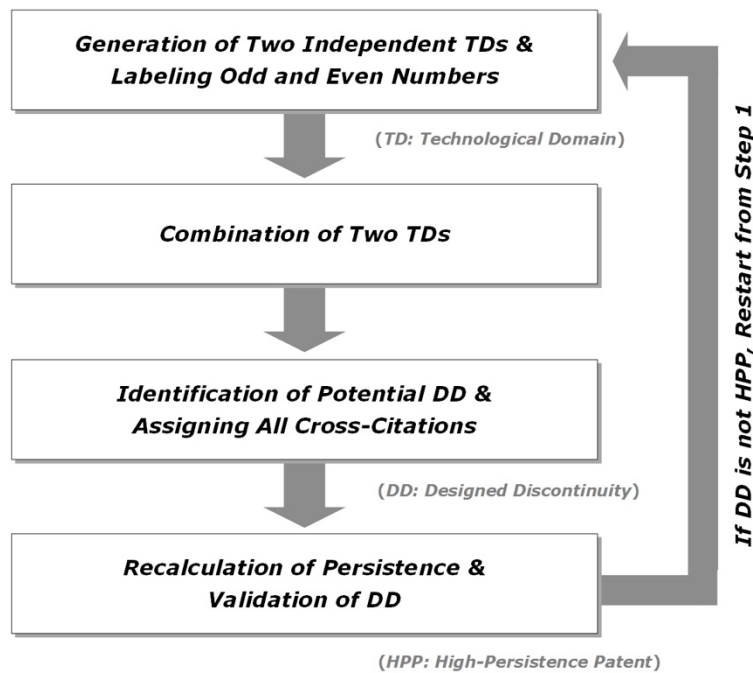 Generation of Two Independent TDs &
Labeling Odd and Even Numbers
(TD: Technological Domain)
Combination of Two TDs
Identification of Potential DD &
Assigning All Cross-Citations
(DD: Designed Discontinuity)
Recalculation of Persistence &
Validation of DD
(HPP: High-Persistence Patent)
If DD is not HPP, Restart from Step 1